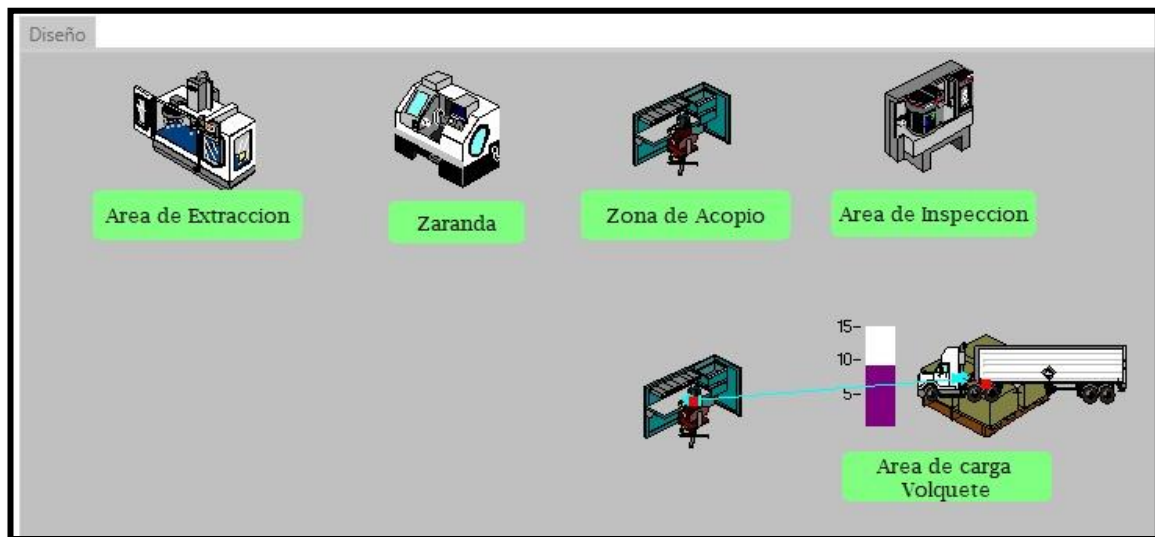 Diseño
Area de Extraccion
Zaranda
Zona de Acopio
Area de Inspeccion
15-
10-
5-
Area de carga
Volquete